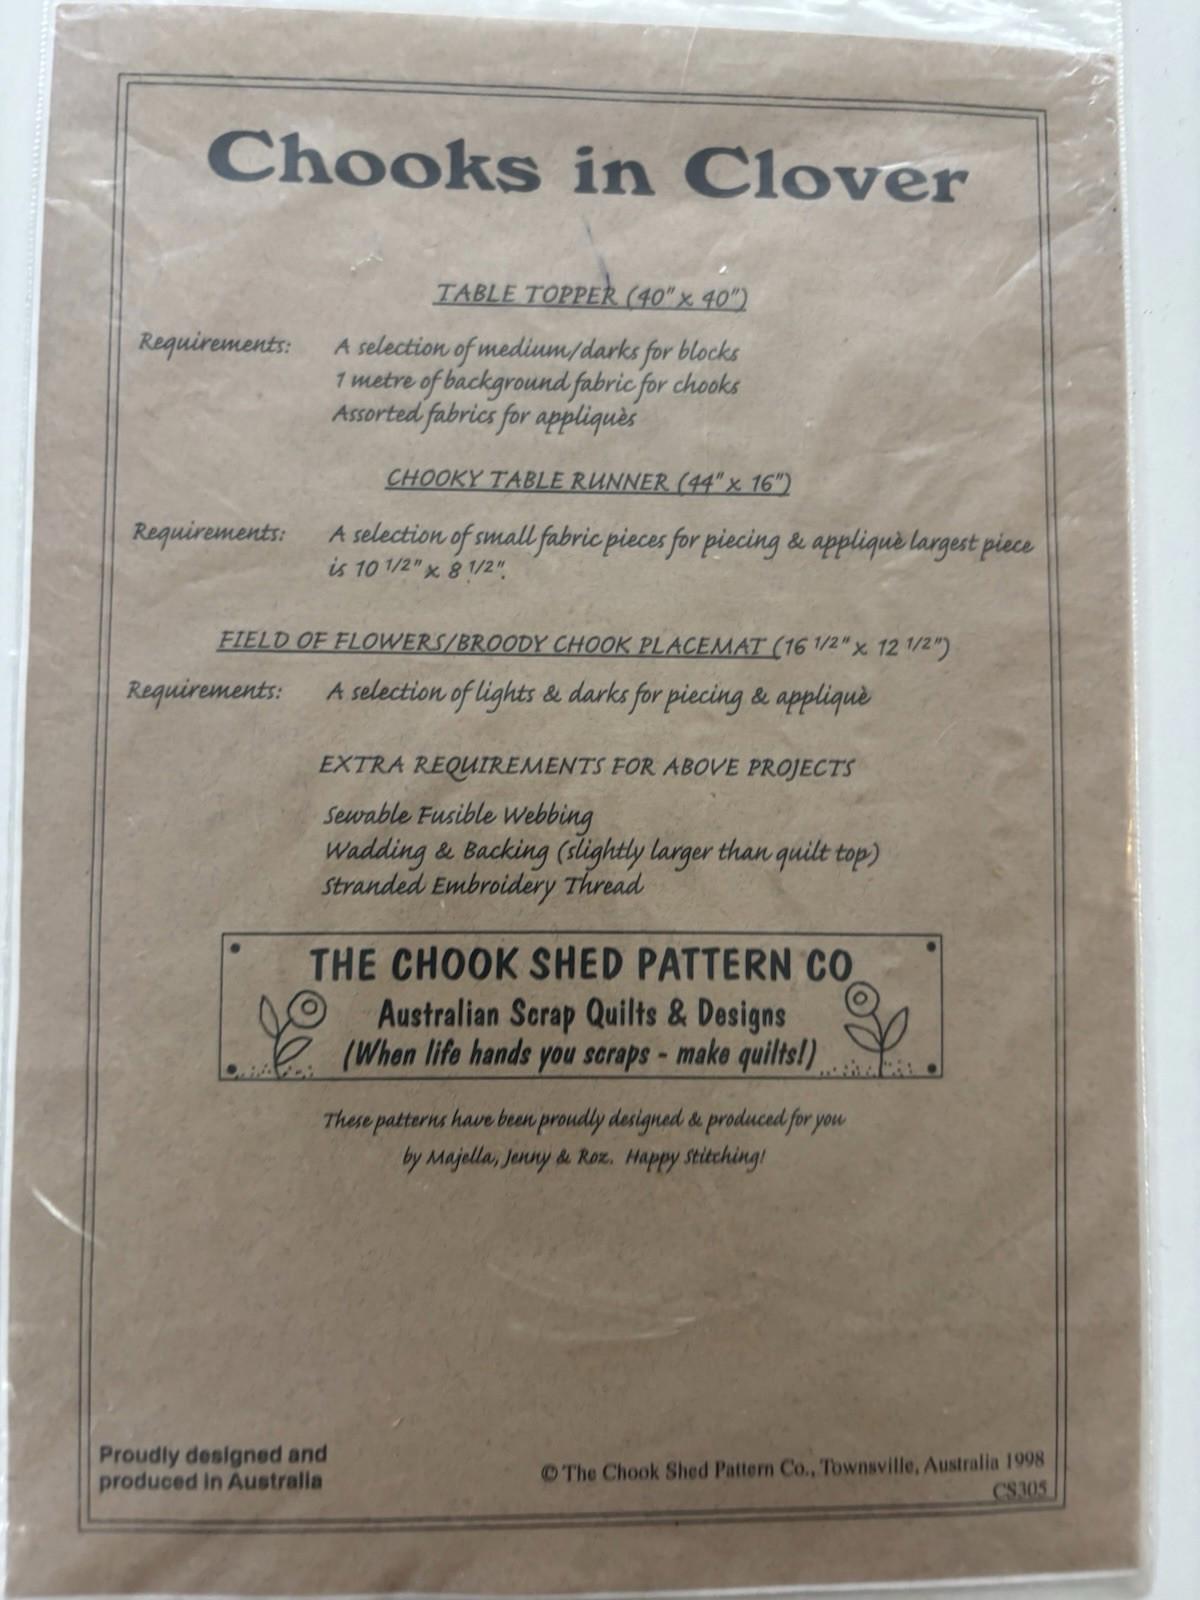 Chooks in Clover
TABLE TOPPER (40" x 40")
Requirements: A selection of medium/darks for blocks
1 metre of background fabric for chooks
Assorted fabrics for appliquès
CHOOKY TABLE RUNNER (44" x 16")
Requirements: A selection of small fabric pieces for piecing & appliquè largest piece
is 10 1/2" x 8 1/2".
FIELD OF FLOWERS/BROODY CHOOK PLACEMAT (16 1/2" x 12 1/2")
Requirements: A selection of lights & darks for piecing & appliquè
EXTRA REQUIREMENTS FOR ABOVE PROJECTS
Sewable Fusible Webbing
Wadding & Backing (slightly larger than quilt top)
Stranded Embroidery Thread
THE CHOOK SHED PATTERN CO
Australian Scrap Quilts & Designs
(When life hands you scraps - make quilts!)
These patterns have been proudly designed & produced for you
by Majella, Jenny & Roz. Happy Stitching!
Proudly designed and
produced in Australia
© The Chook Shed Pattern Co., Townsville, Australia 1998
CS305